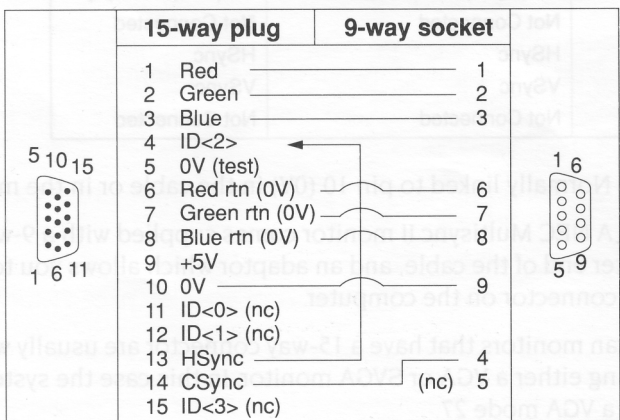 15-way plug 9-way socket
1 Red 1
2 Green 2
3 Blue 3
4 ID<2>
5 0V (test)
6 Red rtn (0V) 6
7 Green rtn (0V) 7
8 Blue rtn (0V) 8
9 +5V
10 0V 9
11 ID<0> (nc)
12 ID<1> (nc)
13 HSync 4
14 CSync (nc) 5
15 ID<3> (nc)
5 10 15
1 6 11
1 6
5 9